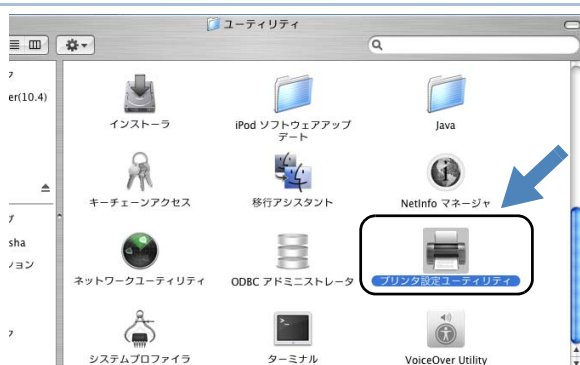 ユーティリティ
er(10.4)
インストーラ
iPod ソフトウェアアップ
デート
Java
キーチェーンアクセス
移行アシスタント
NetInfo マネージャ
sha
ション
ネットワークユーティリティ
ODBC アドミニストレータ
プリンタ設定ユーティリティ
システムプロファイラ
ターミナル
VoiceOver Utility